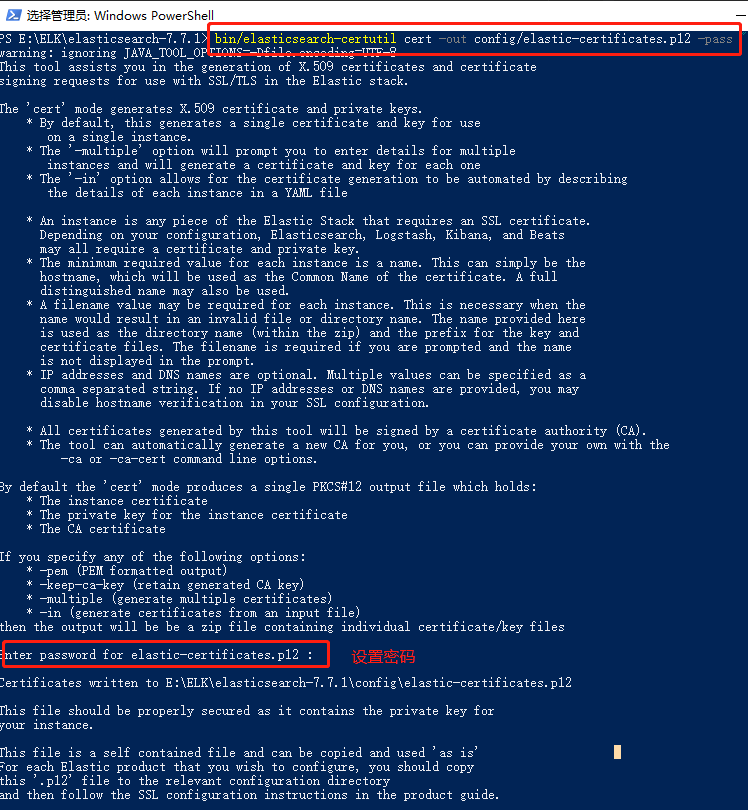 选择管理员: Windows PowerShell
PS E:\ELK\elasticsearch-7.7.1> bin/elasticsearch-certutil cert -out config/elastic-certificates.p12 -pass
warning: ignoring JAVA_TOOL_OPTIONS=-Dfile.encoding=UTF-8
This tool assists you in the generation of X.509 certificates and certificate
signing requests for use with SSL/TLS in the Elastic stack.
The 'cert' mode generates X.509 certificate and private keys.
* By default, this generates a single certificate and key for use
on a single instance.
* The '-multiple' option will prompt you to enter details for multiple
instances and will generate a certificate and key for each one
* The '-in' option allows for the certificate generation to be automated by describing
the details of each instance in a YAML file
* An instance is any piece of the Elastic Stack that requires an SSL certificate.
Depending on your configuration, Elasticsearch, Logstash, Kibana, and Beats
may all require a certificate and private key.
* The minimum required value for each instance is a name. This can simply be the
hostname, which will be used as the Common Name of the certificate. A full
distinguished name may also be used.
* A filename value may be required for each instance. This is necessary when the
name would result in an invalid file or directory name. The name provided here
is used as the directory name (within the zip) and the prefix for the key and
certificate files. The filename is required if you are prompted and the name
is not displayed in the prompt.
* IP addresses and DNS names are optional. Multiple values can be specified as a
comma separated string. If no IP addresses or DNS names are provided, you may
disable hostname verification in your SSL configuration.
* All certificates generated by this tool will be signed by a certificate authority (CA).
* The tool can automatically generate a new CA for you, or you can provide your own with the
-ca or -ca-cert command line options.
By default the 'cert' mode produces a single PKCS#12 output file which holds:
* The instance certificate
* The private key for the instance certificate
* The CA certificate
If you specify any of the following options:
* -pem (PEM formatted output)
* -keep-ca-key (retain generated CA key)
* -multiple (generate multiple certificates)
* -in (generate certificates from an input file)
then the output will be be a zip file containing individual certificate/key files
Enter password for elastic-certificates.p12 : 设置密码
Certificates written to E:\ELK\elasticsearch-7.7.1\config\elastic-certificates.p12
This file should be properly secured as it contains the private key for
your instance.
This file is a self contained file and can be copied and used 'as is'
For each Elastic product that you wish to configure, you should copy
this '.p12' file to the relevant configuration directory
and then follow the SSL configuration instructions in the product guide.